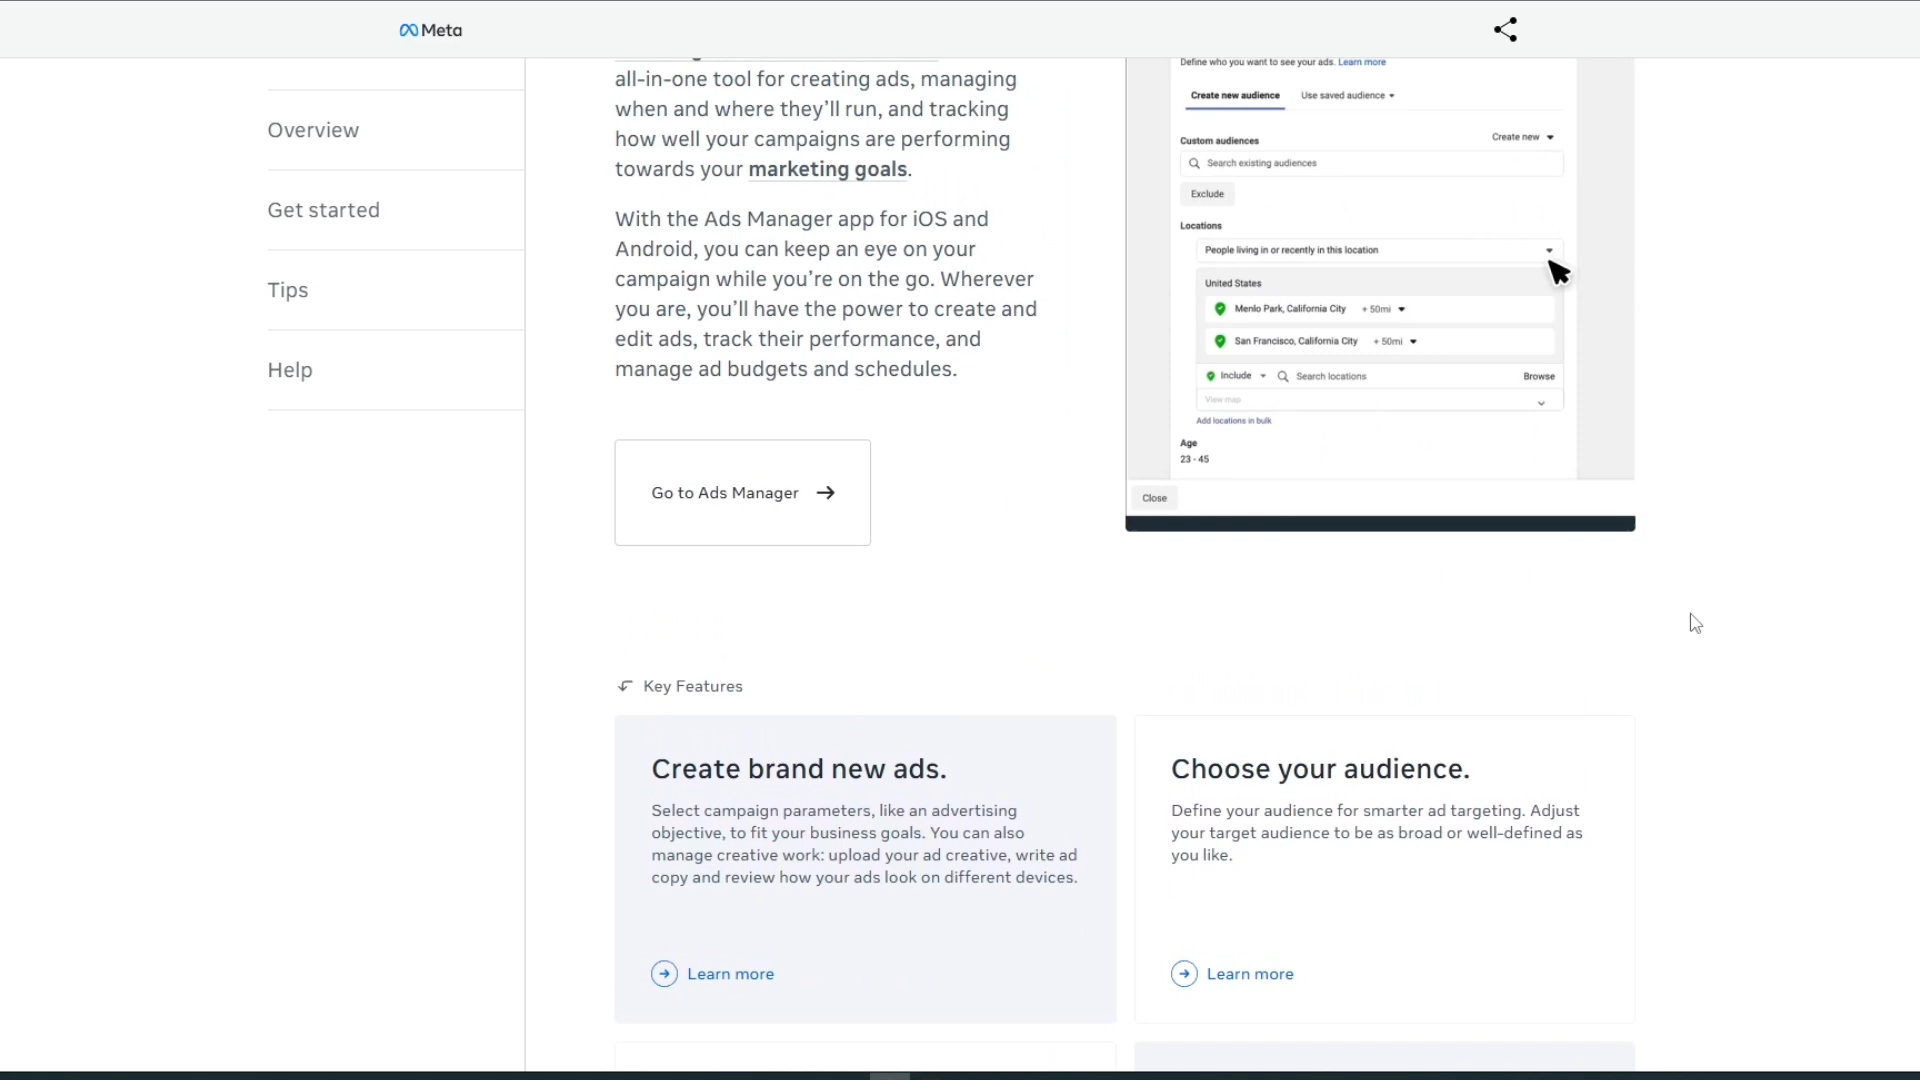 Meta
Overview
Get started
Tips
Help
all-in-one tool for creating ads, managing
when and where they’ll run, and tracking
how well your campaigns are performing
towards your marketing goals.
With the Ads Manager app for iOS and
Android, you can keep an eye on your
campaign while you’re on the go. Wherever
you are, you’ll have the power to create and
edit ads, track their performance, and
manage ad budgets and schedules.
Go to Ads Manager
Define who you want to see your ads. Learn more
Create new audience Use saved audience
Custom audiences Create new
Search existing audiences
Exclude
Locations
People living in or recently in this location
United States
Menlo Park, California City + 50mi
San Francisco, California City + 50mi
Include Search locations Browse
View map
Add locations in bulk
Age
23 - 45
Close
Key Features
Create brand new ads.
Select campaign parameters, like an advertising
objective, to fit your business goals. You can also
manage creative work: upload your ad creative, write ad
copy and review how your ads look on different devices.
Learn more
Choose your audience.
Define your audience for smarter ad targeting. Adjust
your target audience to be as broad or well-defined as
you like.
Learn more